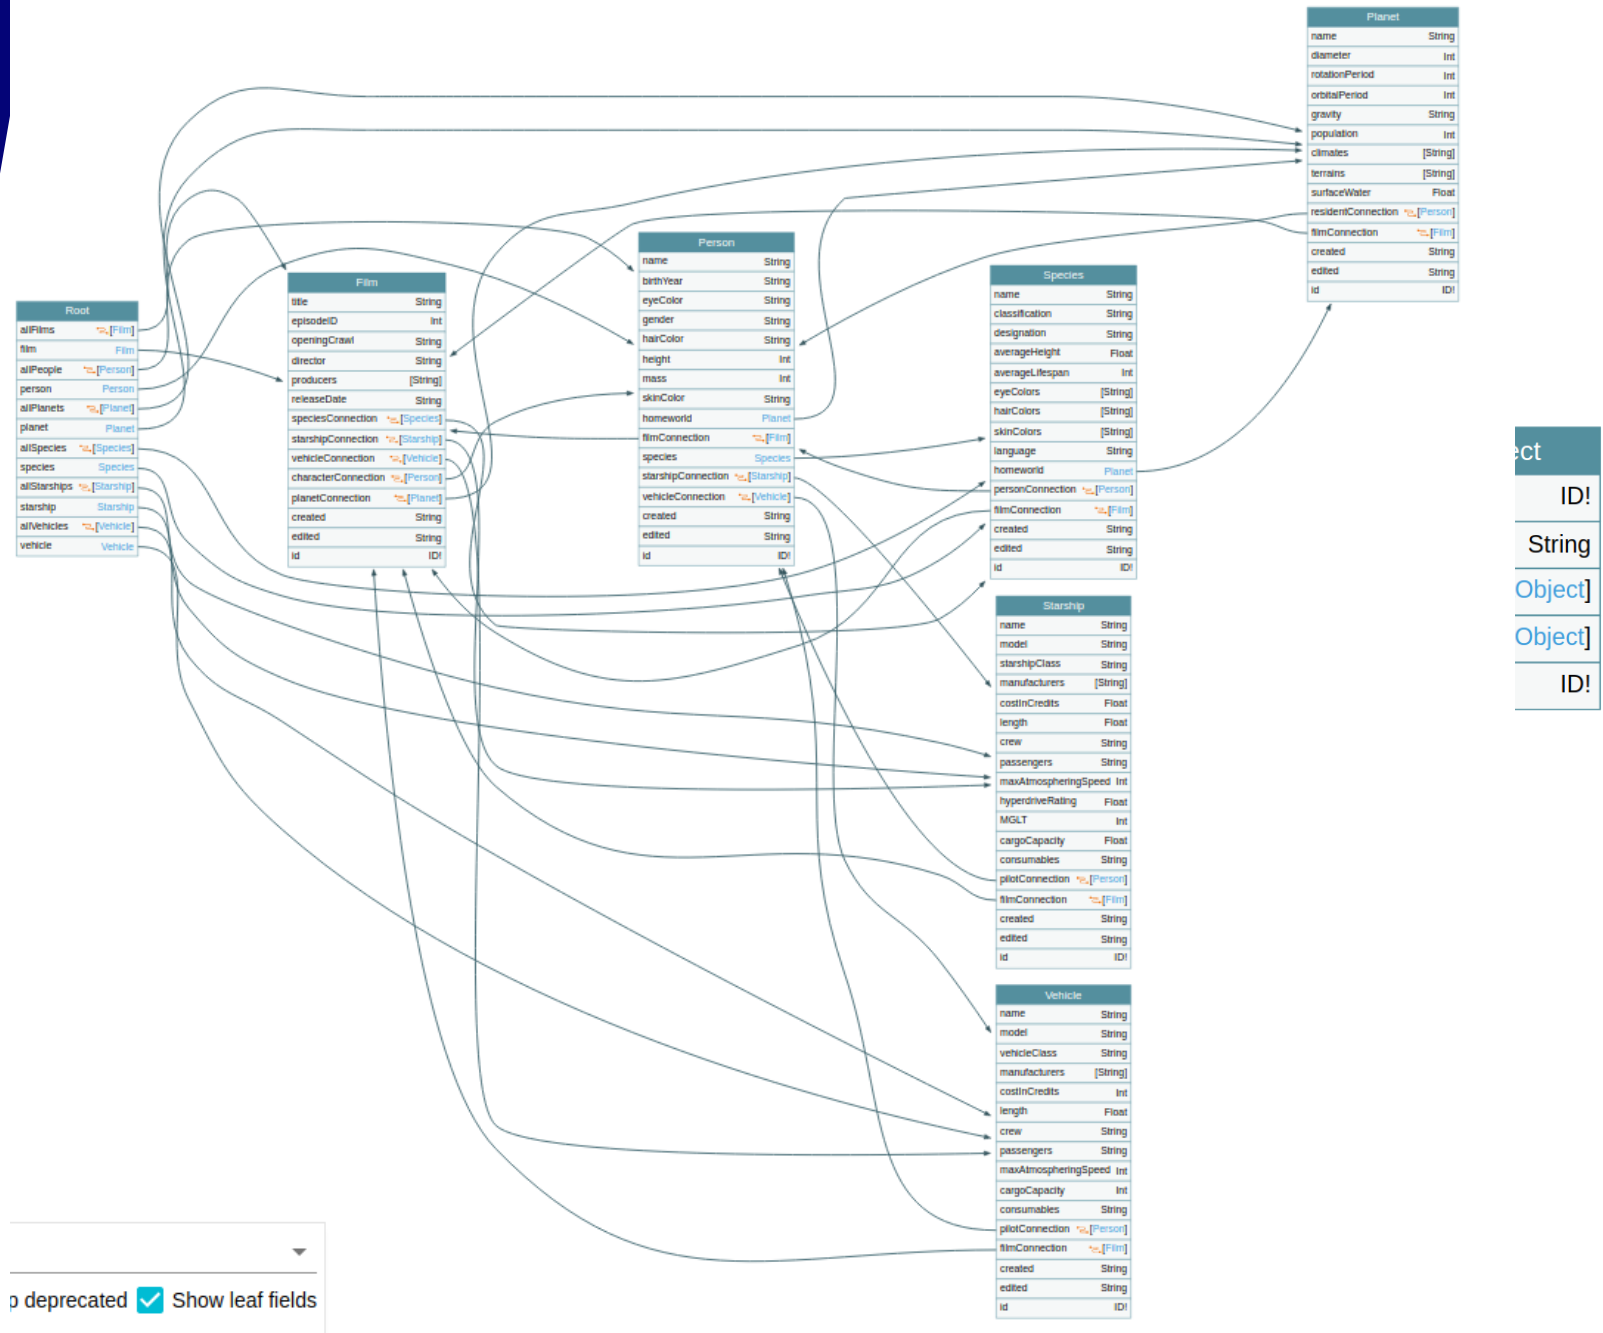 Planet
name String
diameter Int
rotationPeriod Int
orbitalPeriod Int
gravity String
population Int
climates [String]
terrains [String]
surfaceWater Float
residentConnection [Person]
filmConnection [Film]
created String
edited String
id ID!
Person
name String
birthYear String
eyeColor String
gender String
hairColor String
height Int
mass Int
skinColor String
homeworld Planet
filmConnection [Film]
species Species
starshipConnection [Starship]
vehicleConnection [Vehicle]
created String
edited String
id ID!
Species
name String
classification String
designation String
averageHeight Float
averageLifespan Int
eyeColors [String]
hairColors [String]
skinColors [String]
language String
homeworld Planet
personConnection [Person]
filmConnection [Film]
created String
edited String
id ID!
Film
title String
episodeID Int
openingCrawl String
director String
producers [String]
releaseDate String
speciesConnection [Species]
starshipConnection [Starship]
vehicleConnection [Vehicle]
characterConnection [Person]
planetConnection [Planet]
created String
edited String
id ID!
Root
allFilms [Film]
film Film
allPeople [Person]
person Person
allPlanets [Planet]
planet Planet
allSpecies [Species]
species Species
allStarships [Starship]
starship Starship
allVehicles [Vehicle]
vehicle Vehicle
ect
ID!
String
Object]
Object]
ID!
Starship
name String
model String
starshipClass String
manufacturers [String]
costInCredits Float
length Float
crew String
passengers String
maxAtmospheringSpeed Int
hyperdriveRating Float
MGLT Int
cargoCapacity Float
consumables String
pilotConnection [Person]
filmConnection [Film]
created String
edited String
id ID!
Vehicle
name String
model String
vehicleClass String
manufacturers [String]
costInCredits Int
length Float
crew String
passengers String
maxAtmospheringSpeed Int
cargoCapacity Int
consumables String
pilotConnection [Person]
filmConnection [Film]
created String
edited String
id ID!
p deprecated Show leaf fields